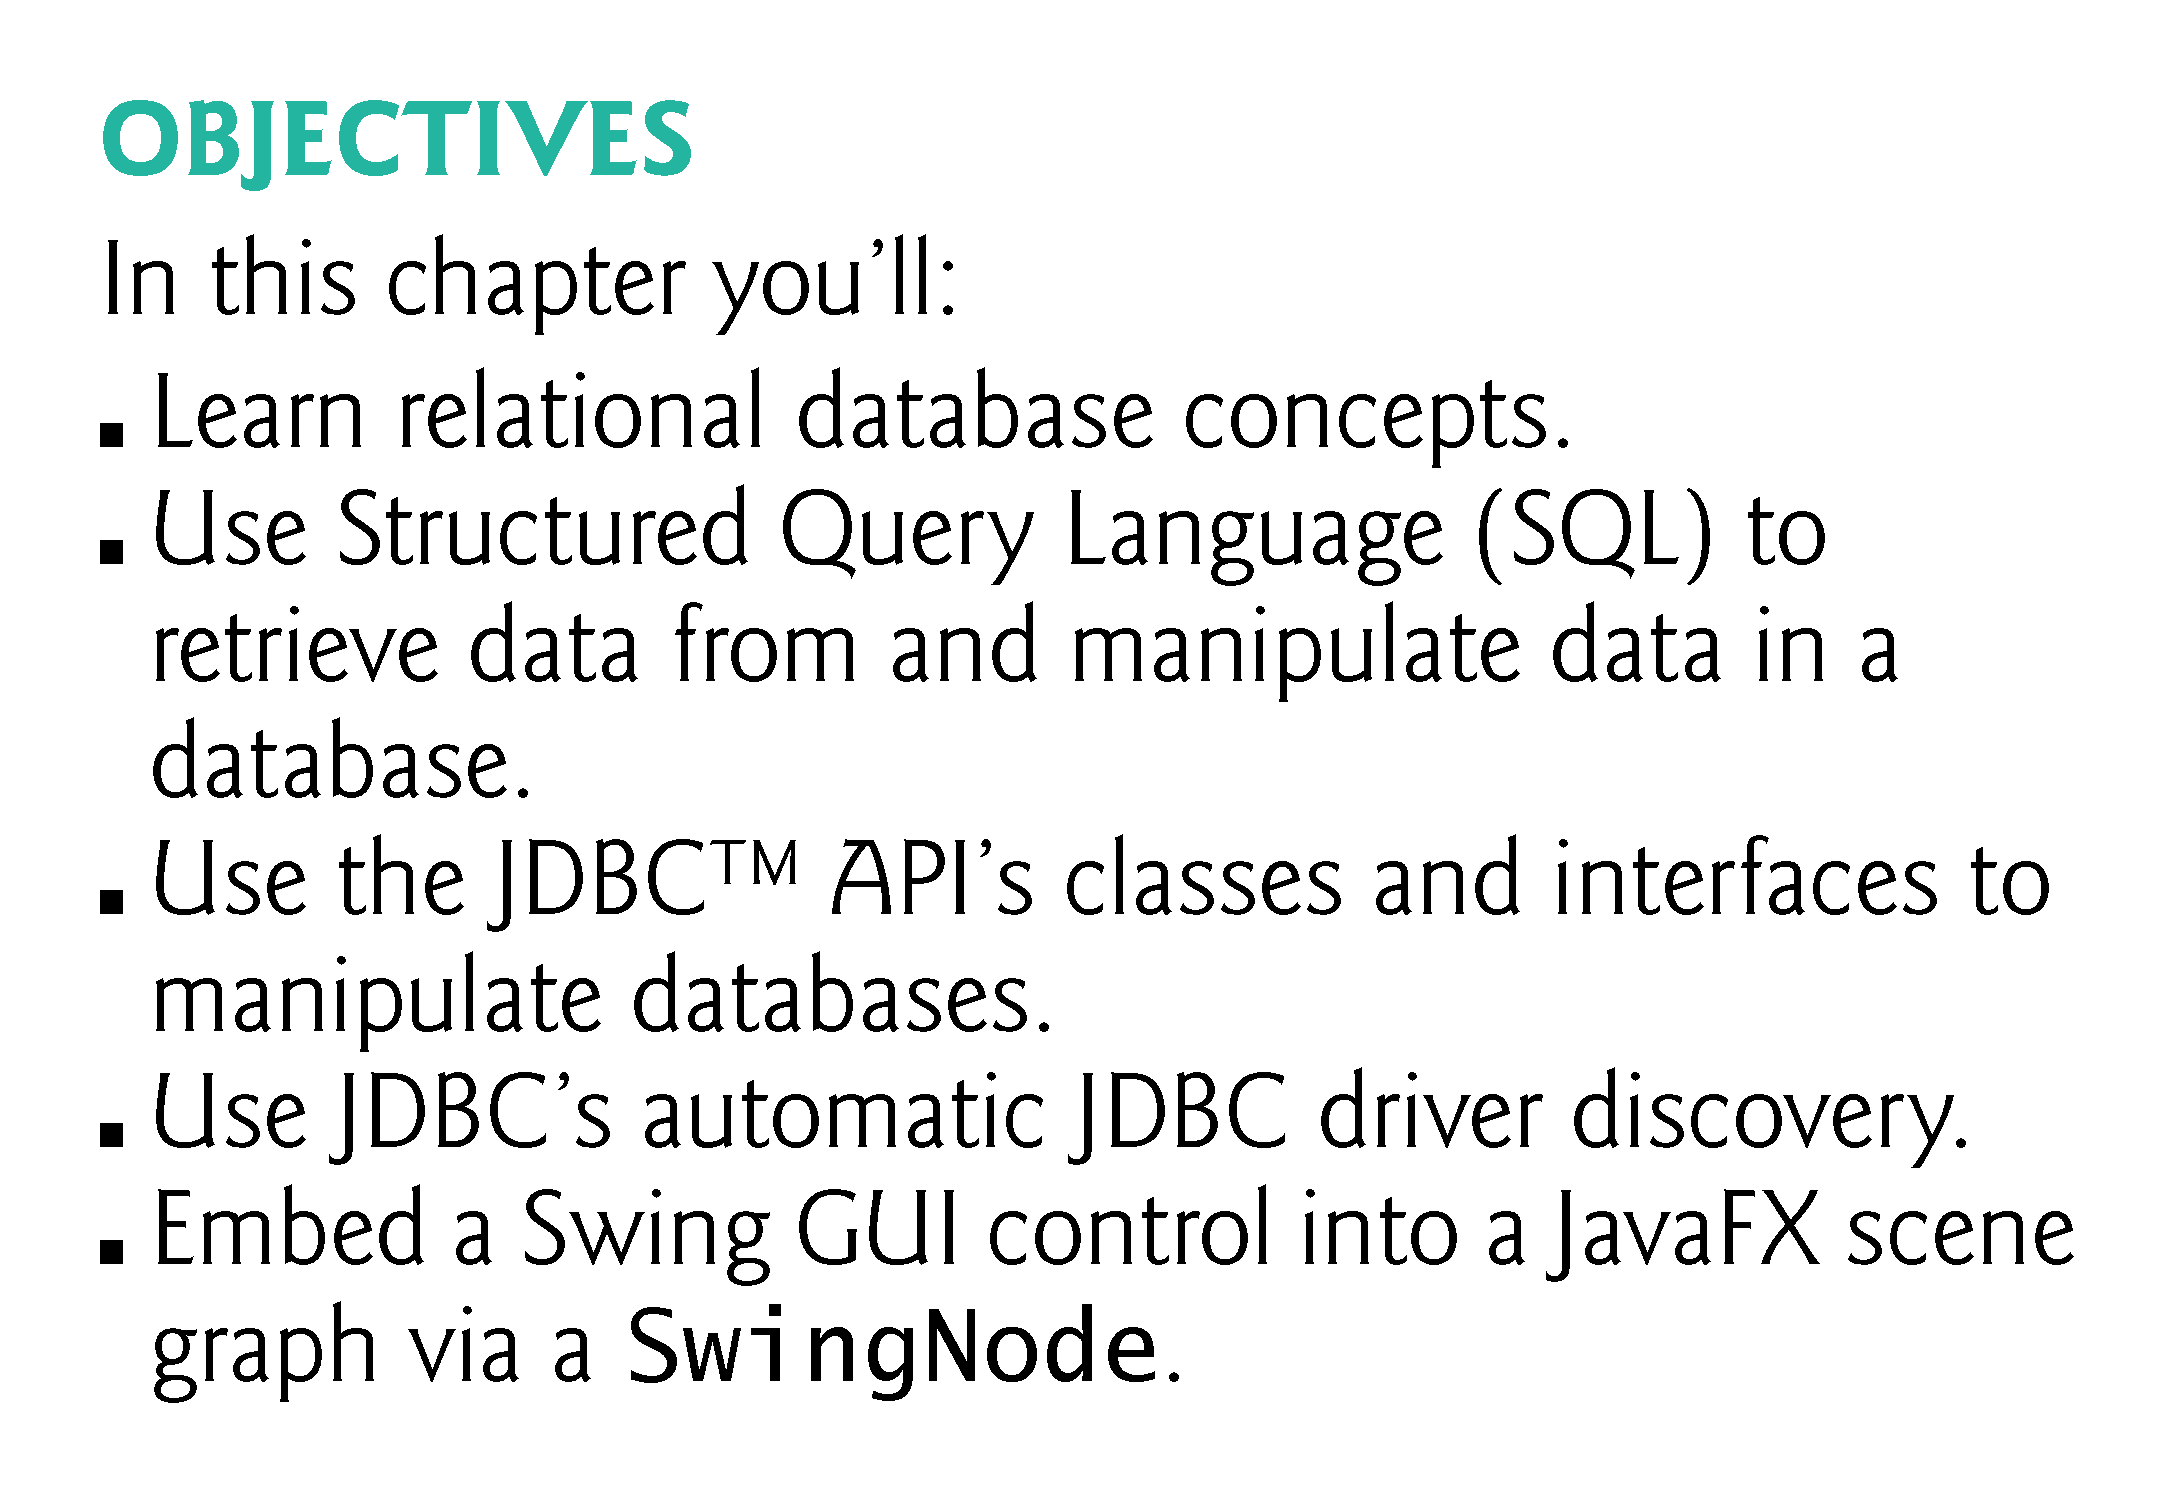 OBJECTIVES
In this chapter you’ll:
■ Learn relational database concepts.
■ Use Structured Query Language (SQL) to
retrieve data from and manipulate data in a
database.
■ Use the JDBC™ API’s classes and interfaces to
manipulate databases.
■ Use JDBC’s automatic JDBC driver discovery.
■ Embed a Swing GUI control into a JavaFX scene
graph via a SwingNode.